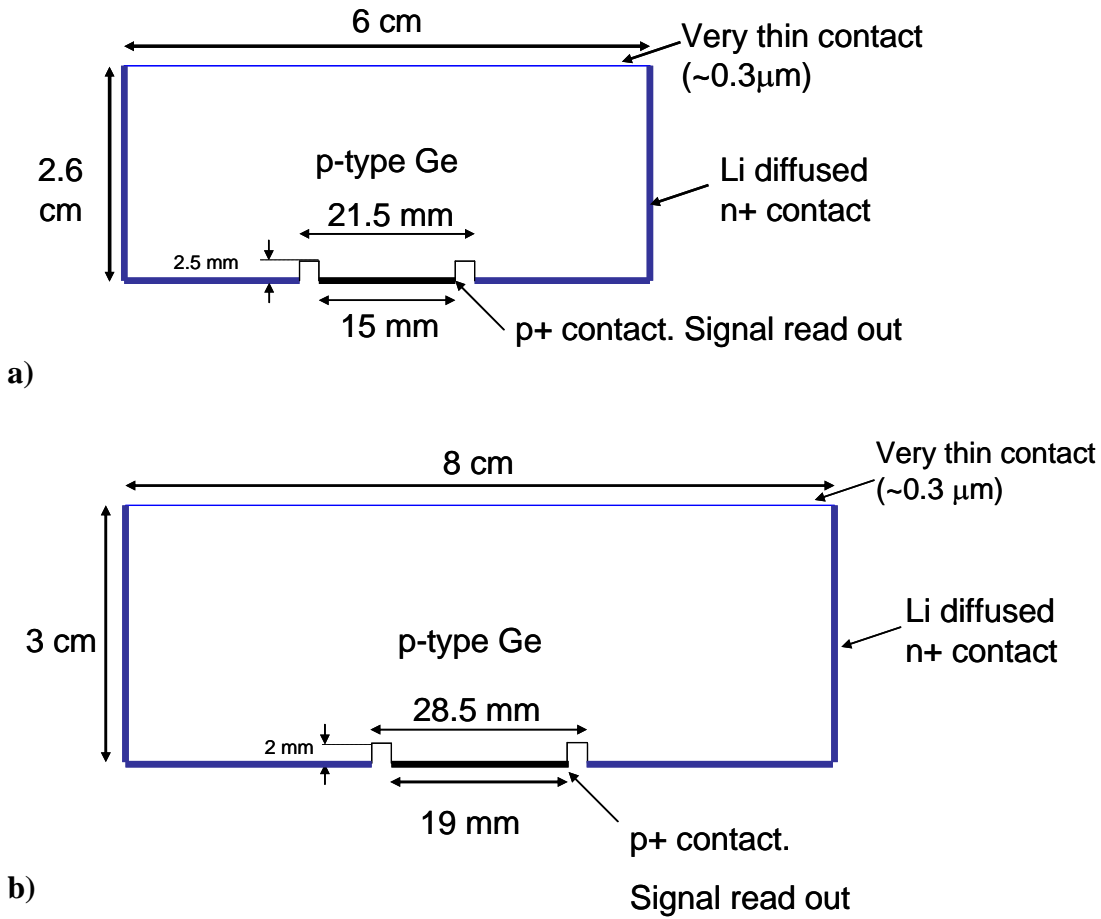 6 cm
Very thin contact
(~0.3μm)
2.6
cm
p-type Ge
Li diffused
n+ contact
21.5 mm
2.5 mm
15 mm
p+ contact. Signal read out
a)
8 cm
Very thin contact
(~0.3 μm)
3 cm
p-type Ge
Li diffused
n+ contact
28.5 mm
2 mm
19 mm
p+ contact.
Signal read out
b)